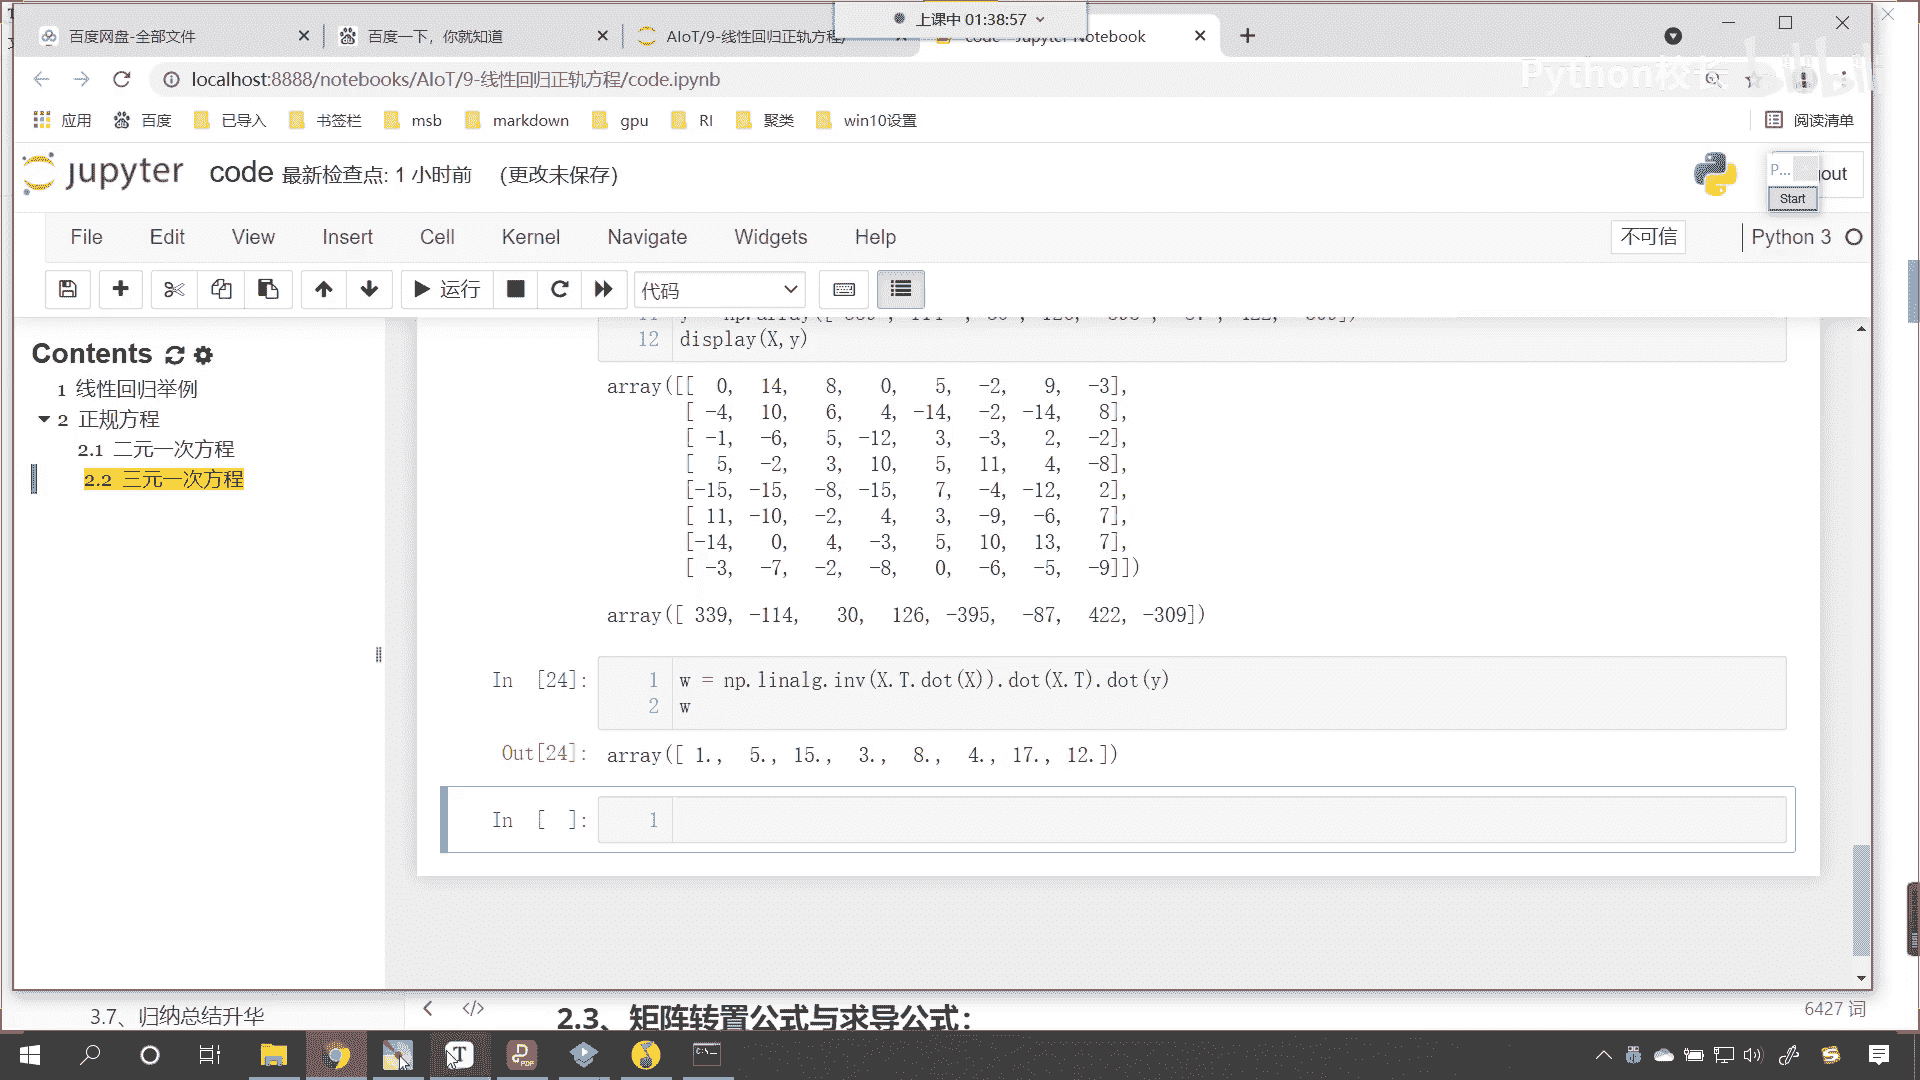 上课中 01:38:57
百度网盘-全部文件
百度一下，你就知道
AIoT/9-线性回归正轨方程/
code - Jupyter Notebook
localhost:8888/notebooks/AIoT/9-线性回归正轨方程/code.ipynb
Python校长
bilibili
应用 百度 已导入 书签栏 msb markdown gpu RI 聚类 win10设置 阅读清单
jupyter code 最新检查点: 1 小时前 (更改未保存)
P...
out
Start
File Edit View Insert Cell Kernel Navigate Widgets Help 不可信 Python 3
运行 代码
Contents
1 线性回归举例
2 正规方程
2.1 二元一次方程
2.2 三元一次方程
12 display(X,y)
array([[ 0, 14, 8, 0, 5, -2, 9, -3],
[ -4, 10, 6, 4, -14, -2, -14, 8],
[ -1, -6, 5, -12, 3, -3, 2, -2],
[ 5, -2, 3, 10, 5, 11, 4, -8],
[-15, -15, -8, -15, 7, -4, -12, 2],
[ 11, -10, -2, 4, 3, -9, -6, 7],
[-14, 0, 4, -3, 5, 10, 13, 7],
[ -3, -7, -2, -8, 0, -6, -5, -9]])
array([ 339, -114, 30, 126, -395, -87, 422, -309])
In [24]: 1 w = np.linalg.inv(X.T.dot(X)).dot(X.T).dot(y)
2 w
Out[24]: array([ 1., 5., 15., 3., 8., 4., 17., 12.])
In [ ]: 1
3.7、归纳总结升华
</>
2.3、矩阵转置公式与求导公式：
6427 词